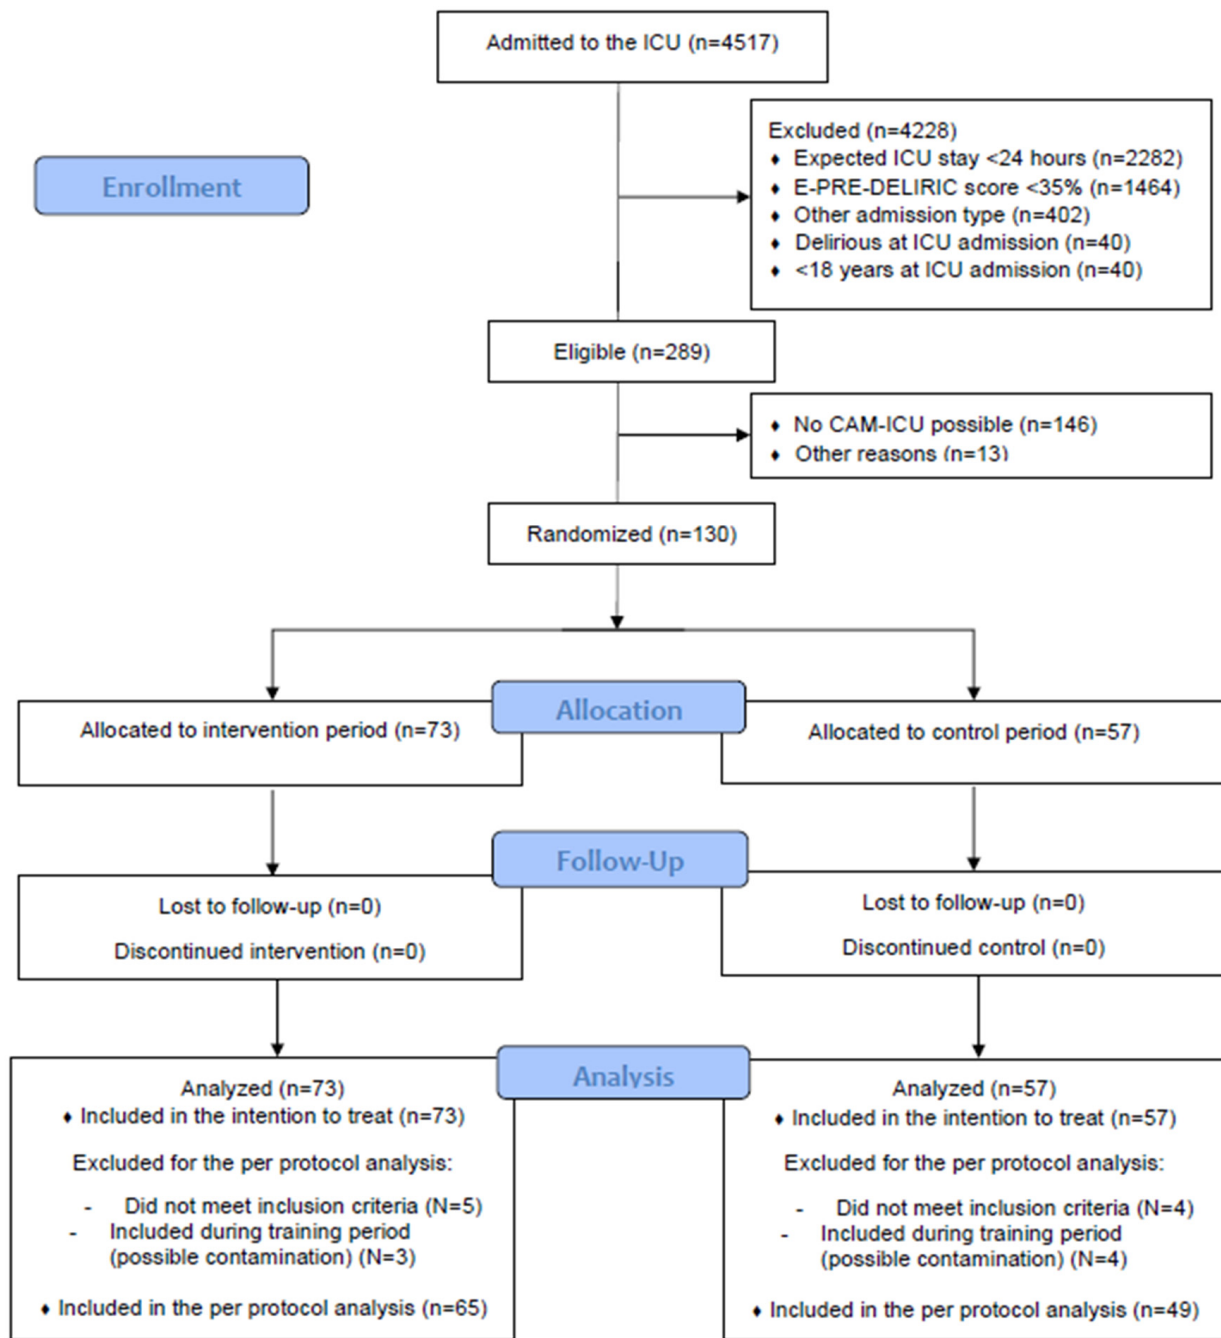 Admitted to the ICU (n=4517)
Enrollment
Excluded (n=4228)
♦ Expected ICU stay <24 hours (n=2282)
♦ E-PRE-DELIRIC score <35% (n=1464)
♦ Other admission type (n=402)
♦ Delirious at ICU admission (n=40)
♦ <18 years at ICU admission (n=40)
Eligible (n=289)
♦ No CAM-ICU possible (n=146)
♦ Other reasons (n=13)
Randomized (n=130)
Allocation
Allocated to intervention period (n=73)
Allocated to control period (n=57)
Follow-Up
Lost to follow-up (n=0)
Discontinued intervention (n=0)
Lost to follow-up (n=0)
Discontinued control (n=0)
Analysis
Analyzed (n=73)
♦ Included in the intention to treat (n=73)
Excluded for the per protocol analysis:
- Did not meet inclusion criteria (N=5)
- Included during training period
(possible contamination) (N=3)
♦ Included in the per protocol analysis (n=65)
Analyzed (n=57)
♦ Included in the intention to treat (n=57)
Excluded for the per protocol analysis:
- Did not meet inclusion criteria (N=4)
- Included during training period
(possible contamination) (N=4)
♦ Included in the per protocol analysis (n=49)